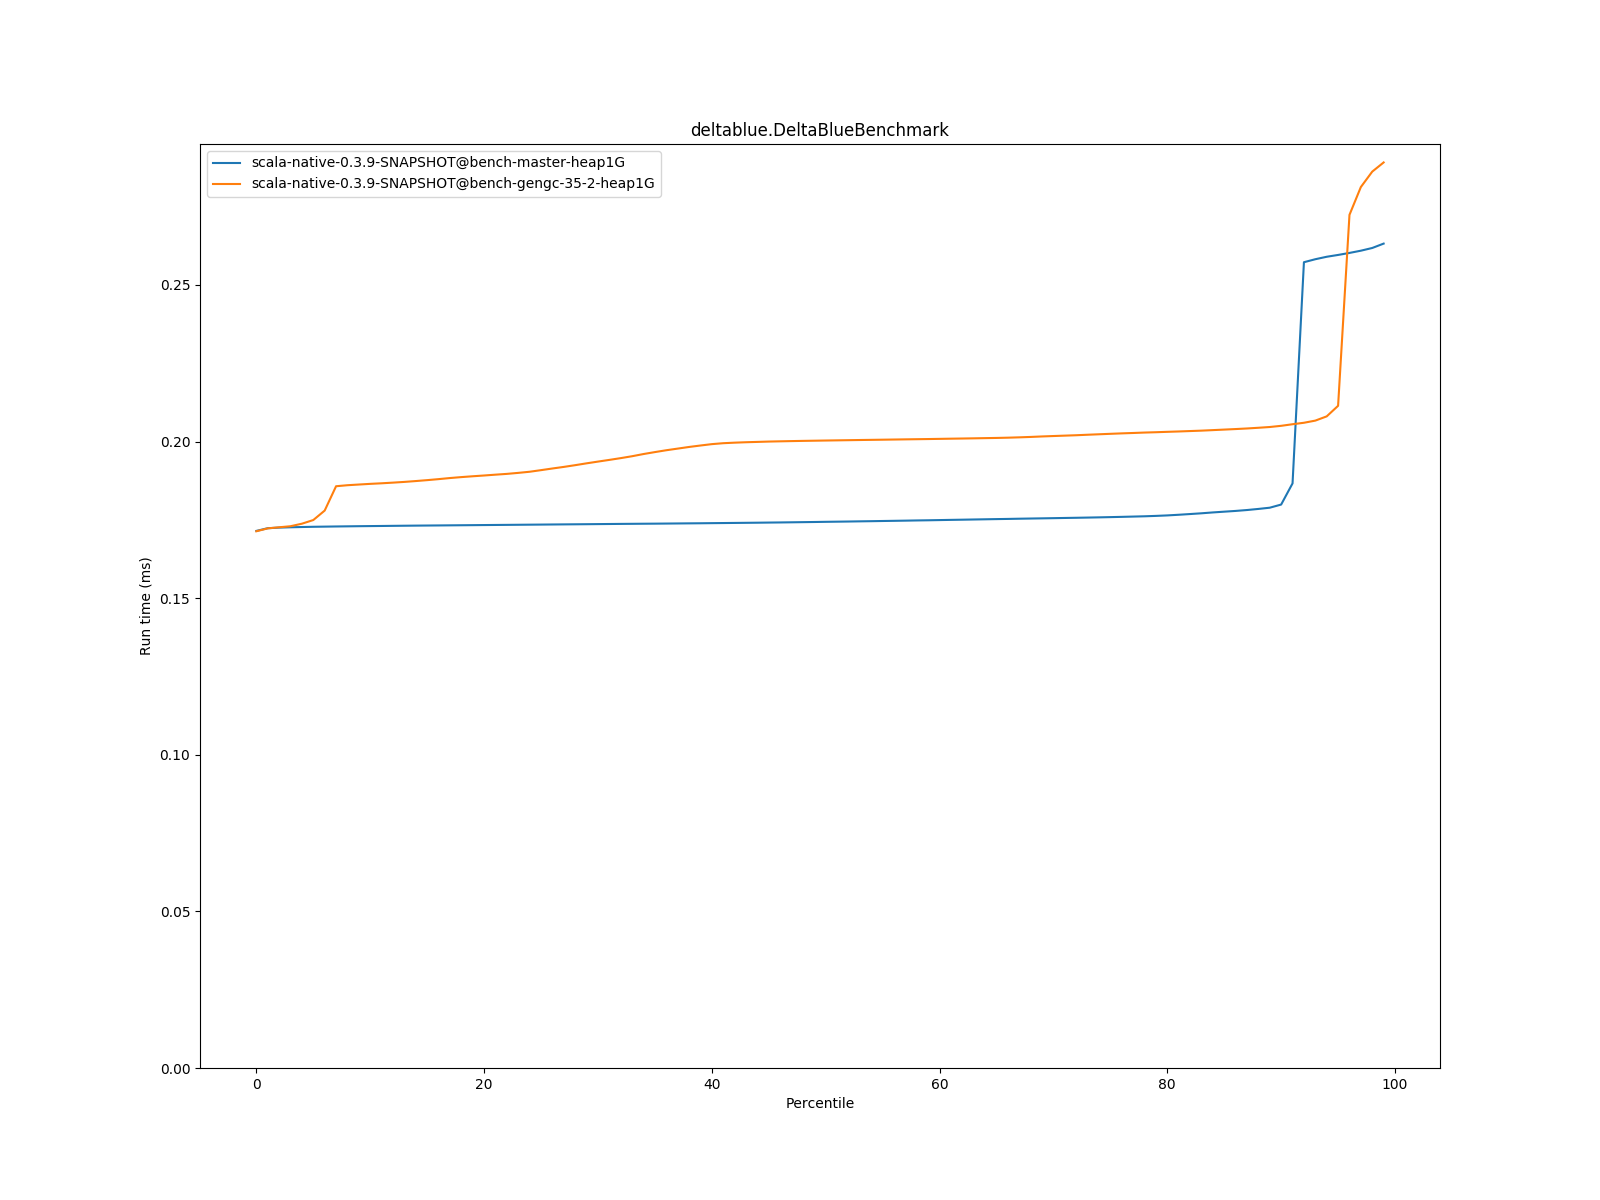 deltablue.DeltaBlueBenchmark
scala-native-0.3.9-SNAPSHOT@bench-master-heap1G
scala-native-0.3.9-SNAPSHOT@bench-gengc-35-2-heap1G
0.25
0.20
0.15
0.10
0.05
0.00
Run time (ms)
0 20 40 60 80 100
Percentile